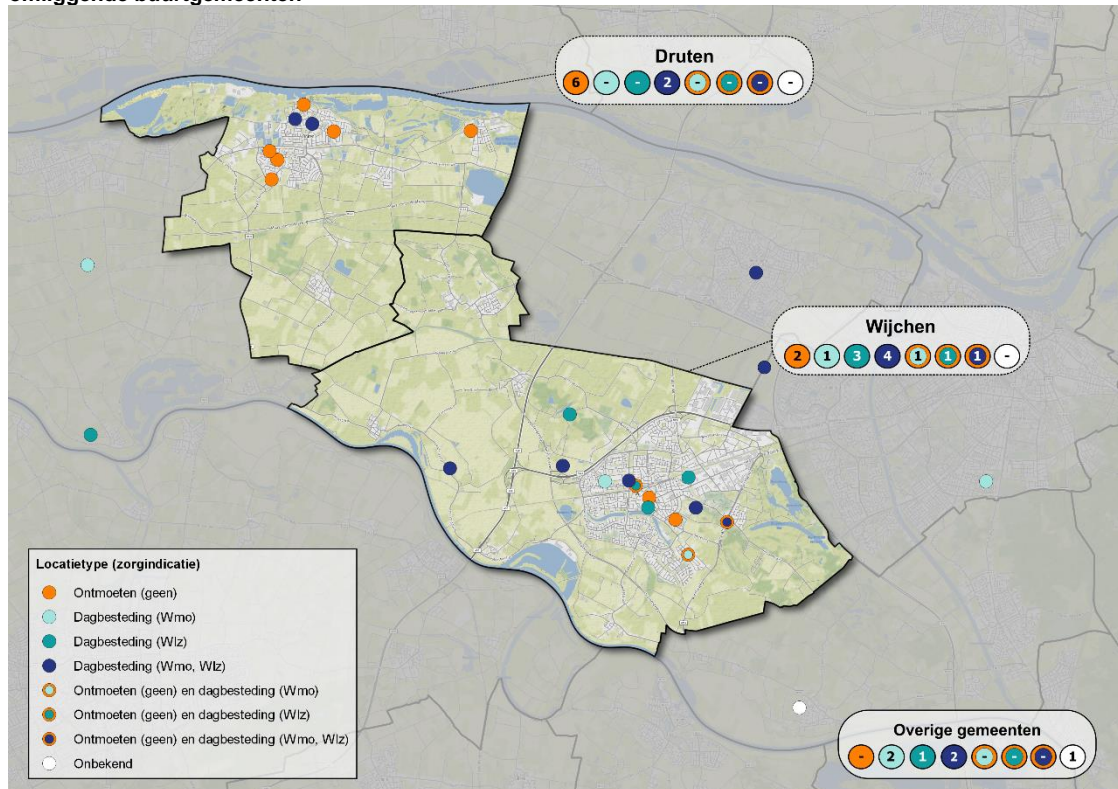 Druten
6 - - 2 - - - -
Wijchen
2 1 3 4 1 1 1 -
Locatietype (zorgindicatie)
Ontmoeten (geen)
Dagbesteding (Wmo)
Dagbesteding (Wlz)
Dagbesteding (Wmo, Wlz)
Ontmoeten (geen) en dagbesteding (Wmo)
Ontmoeten (geen) en dagbesteding (Wlz)
Ontmoeten (geen) en dagbesteding (Wmo, Wlz)
Onbekend
Overige gemeenten
- 2 1 2 - - - 1